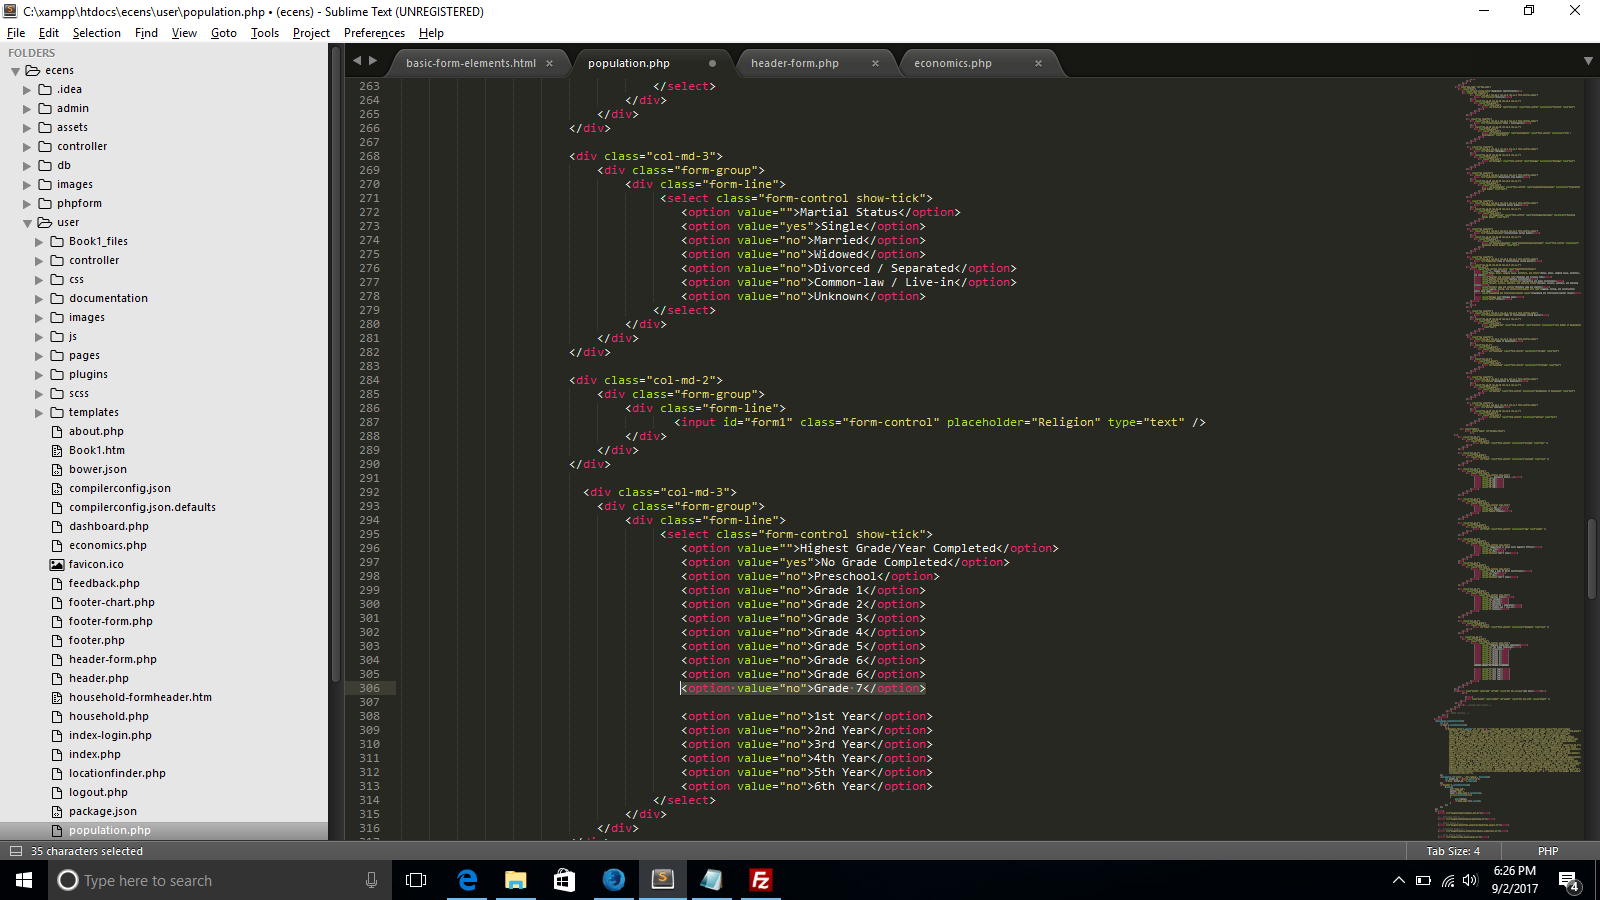 C:\xampp\htdocs\ecens\user\population.php • (ecens) - Sublime Text (UNREGISTERED)
File Edit Selection Find View Goto Tools Project Preferences Help
FOLDERS
ecens
.idea
admin
assets
controller
db
images
phpform
user
Book1_files
controller
css
documentation
images
js
pages
plugins
scss
templates
about.php
Book1.htm
bower.json
compilerconfig.json
compilerconfig.json.defaults
dashboard.php
economics.php
favicon.ico
feedback.php
footer-chart.php
footer-form.php
footer.php
header-form.php
header.php
household-formheader.htm
household.php
index-login.php
index.php
locationfinder.php
logout.php
package.json
population.php
basic-form-elements.html × population.php • header-form.php × economics.php ×
263 </select>
264 </div>
265 </div>
266 </div>
267
268 <div class="col-md-3">
269 <div class="form-group">
270 <div class="form-line">
271 <select class="form-control show-tick">
272 <option value="">Martial Status</option>
273 <option value="yes">Single</option>
274 <option value="no">Married</option>
275 <option value="no">Widowed</option>
276 <option value="no">Divorced / Separated</option>
277 <option value="no">Common-law / Live-in</option>
278 <option value="no">Unknown</option>
279 </select>
280 </div>
281 </div>
282 </div>
283
284 <div class="col-md-2">
285 <div class="form-group">
286 <div class="form-line">
287 <input id="form1" class="form-control" placeholder="Religion" type="text" />
288 </div>
289 </div>
290 </div>
291
292 <div class="col-md-3">
293 <div class="form-group">
294 <div class="form-line">
295 <select class="form-control show-tick">
296 <option value="">Highest Grade/Year Completed</option>
297 <option value="yes">No Grade Completed</option>
298 <option value="no">Preschool</option>
299 <option value="no">Grade 1</option>
300 <option value="no">Grade 2</option>
301 <option value="no">Grade 3</option>
302 <option value="no">Grade 4</option>
303 <option value="no">Grade 5</option>
304 <option value="no">Grade 6</option>
305 <option value="no">Grade 6</option>
306 <option value="no">Grade 7</option>
307
308 <option value="no">1st Year</option>
309 <option value="no">2nd Year</option>
310 <option value="no">3rd Year</option>
311 <option value="no">4th Year</option>
312 <option value="no">5th Year</option>
313 <option value="no">6th Year</option>
314 </select>
315 </div>
316 </div>
35 characters selected Tab Size: 4 PHP
Type here to search
6:26 PM
9/2/2017
4